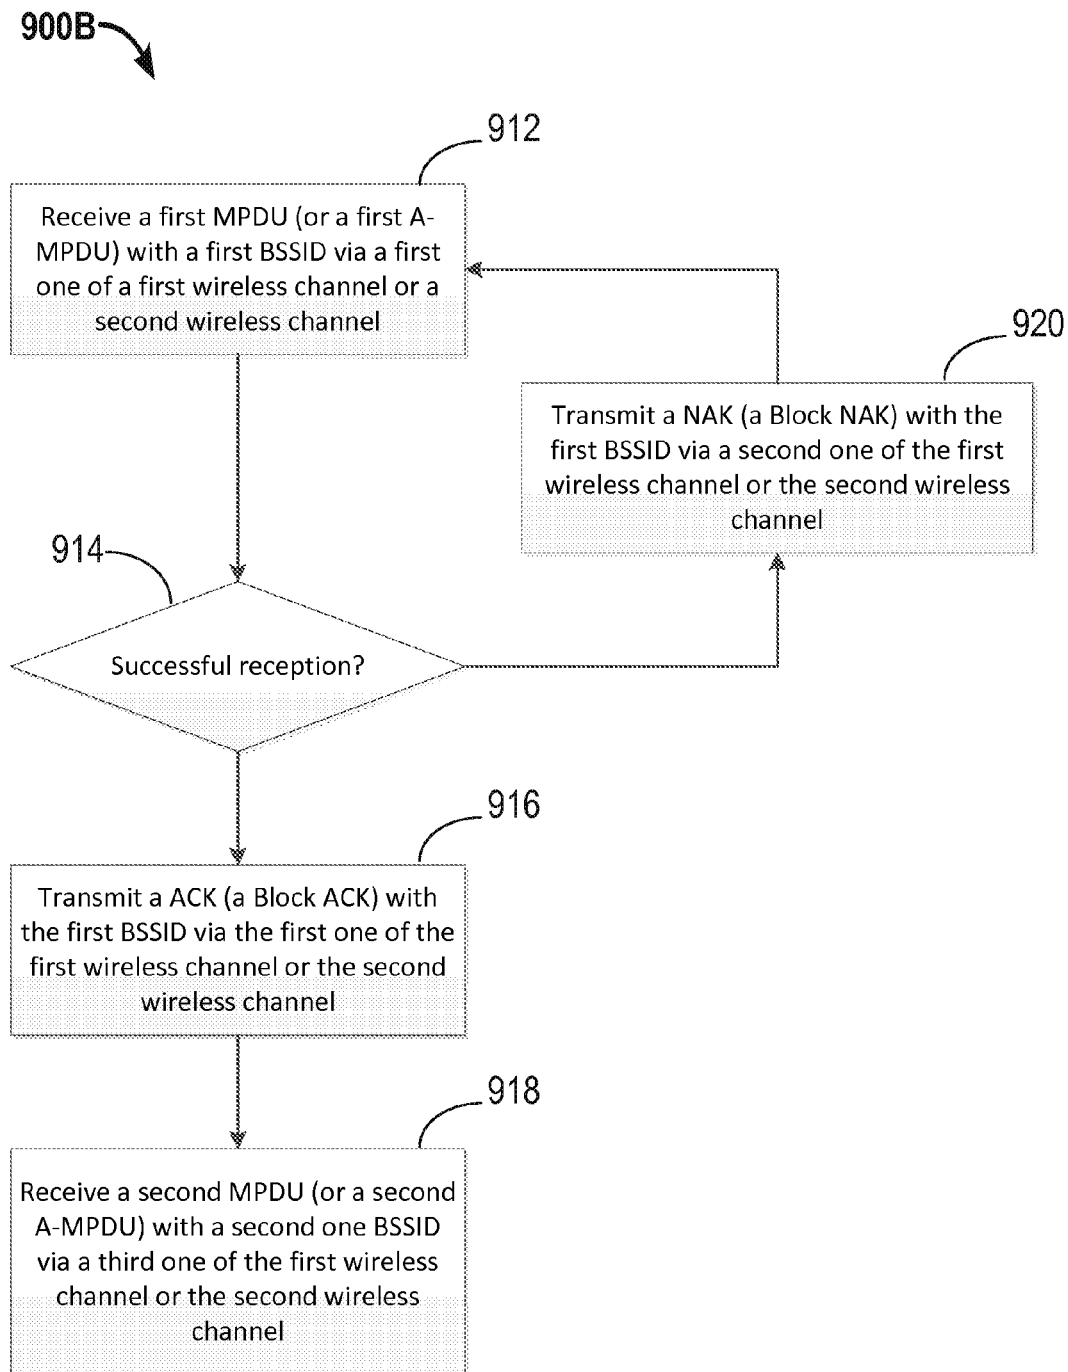 900B
912
Receive a first MPDU (or a first A-
MPDU) with a first BSSID via a first
one of a first wireless channel or a
second wireless channel
920
Transmit a NAK (a Block NAK) with the
first BSSID via a second one of the first
wireless channel or the second wireless
channel
914
Successful reception?
916
Transmit a ACK (a Block ACK) with
the first BSSID via the first one of the
first wireless channel or the second
wireless channel
918
Receive a second MPDU (or a second
A-MPDU) with a second one BSSID
via a third one of the first wireless
channel or the second wireless
channel